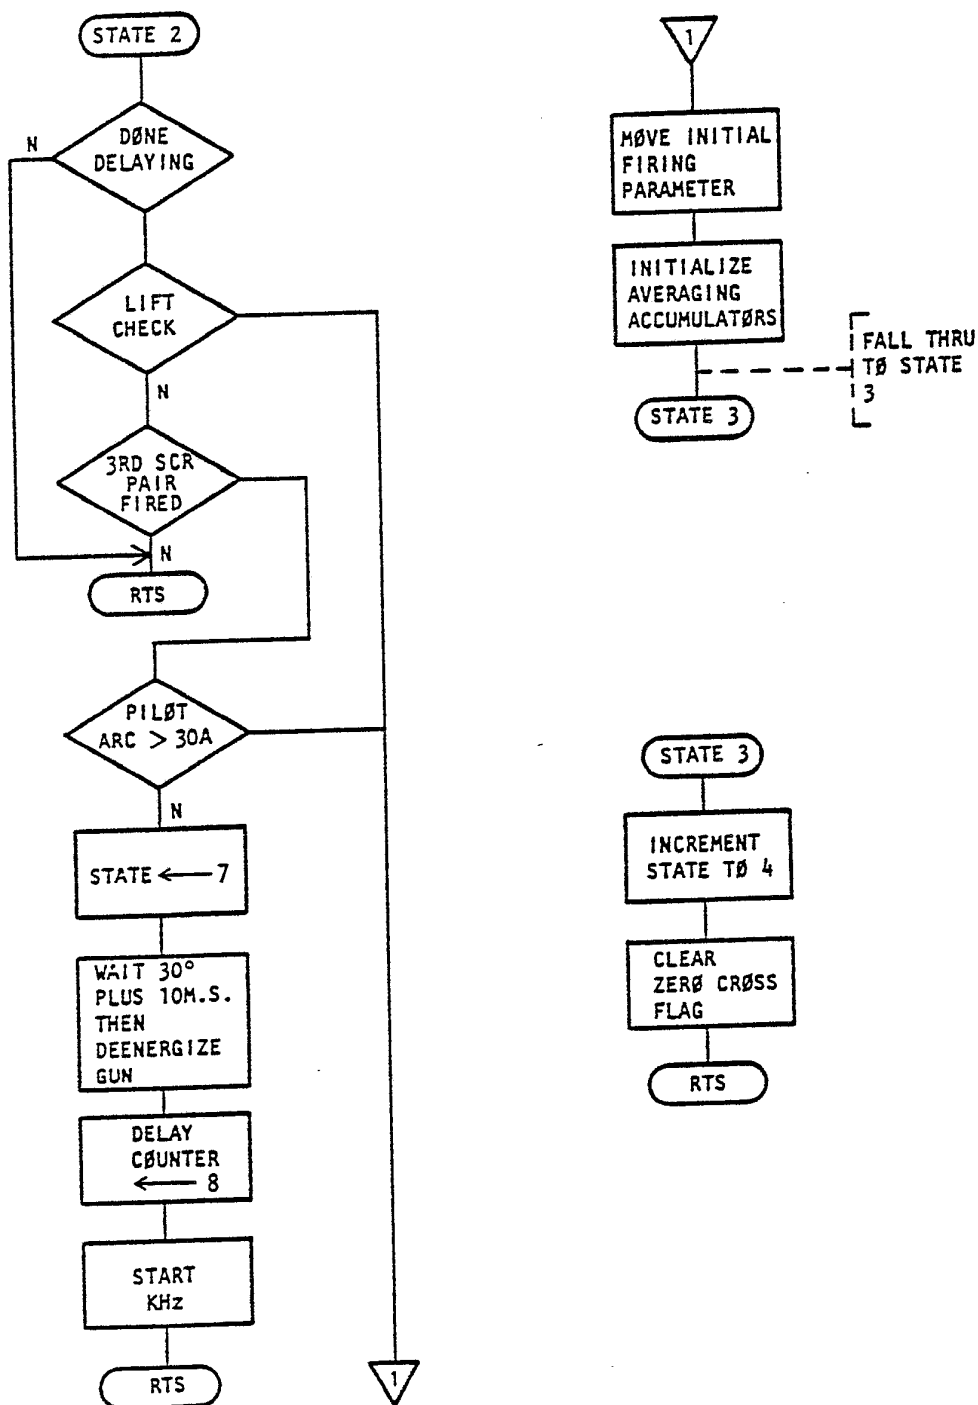 STATE 2
N
DØNE
DELAYING
LIFT
CHECK
N
3RD SCR
PAIR
FIRED
N
RTS
PILØT
ARC > 30A
N
STATE ← 7
WAIT 30°
PLUS 10M.S.
THEN
DEENERGIZE
GUN
DELAY
CØUNTER
← 8
START
KHz
RTS
1
1
MØVE INITIAL
FIRING
PARAMETER
INITIALIZE
AVERAGING
ACCUMULATØRS
FALL THRU
TØ STATE
3
STATE 3
STATE 3
INCREMENT
STATE TØ 4
CLEAR
ZERØ CRØSS
FLAG
RTS